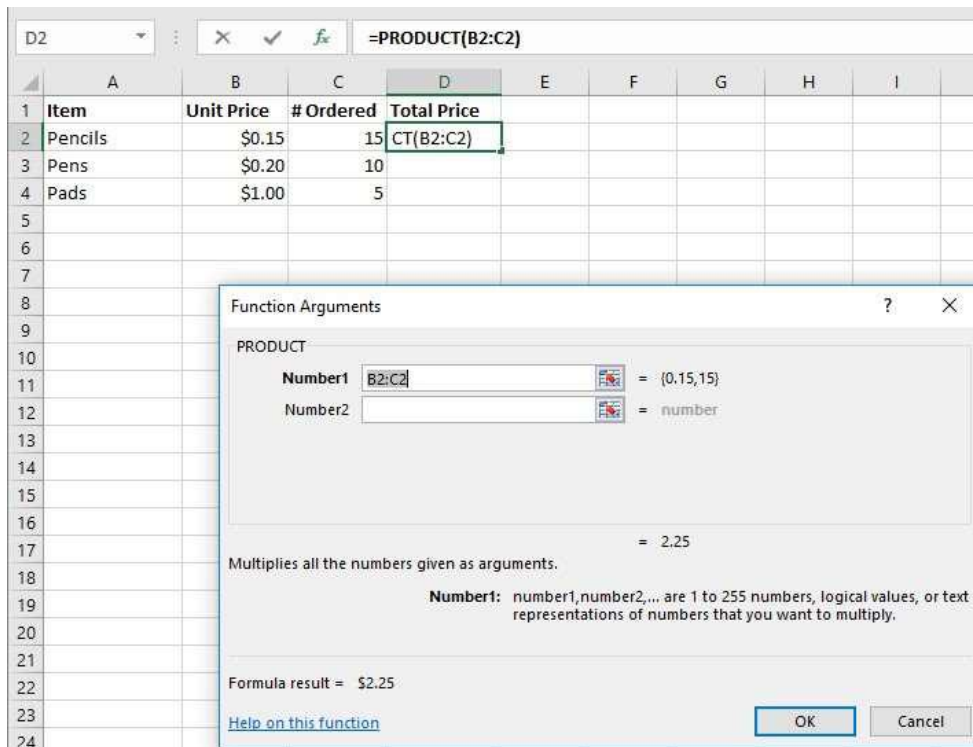 D2 fx =PRODUCT(B2:C2)
A B C D E F G H I
1 Item Unit Price # Ordered Total Price
2 Pencils $0.15 15 CT(B2:C2)
3 Pens $0.20 10
4 Pads $1.00 5
5
6
7
8
Function Arguments ?
9
PRODUCT
10
11
Number1 B2:C2 = {0.15,15}
12
Number2 = number
13
14
15
16
17
= 2.25
Multiplies all the numbers given as arguments.
18
19
Number1: number1,number2,... are 1 to 255 numbers, logical values, or text
representations of numbers that you want to multiply.
20
21
22
Formula result = $2.25
23
Help on this function OK Cancel
24